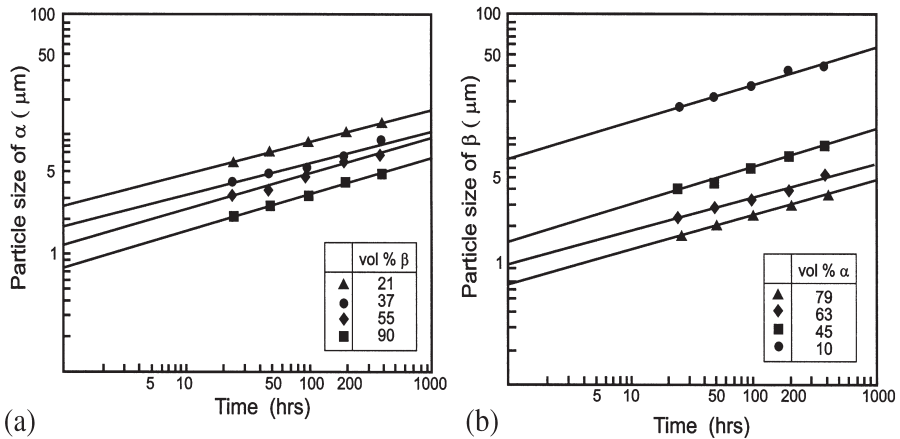 100
50
5
1
Particle size of α ( μm)
vol % β
21
37
55
90
5 10 50 100 200 1000
Time (hrs)
(a)
100
50
5
1
Particle size of β ( μm)
vol % α
79
63
45
10
5 10 50 100 200 1000
Time (hrs)
(b)